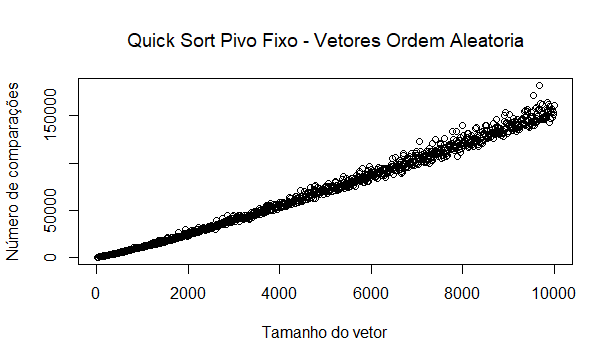 Quick Sort Pivo Fixo - Vetores Ordem Aleatoria
Número de comparações
150000
50000
0
0 2000 4000 6000 8000 10000
Tamanho do vetor